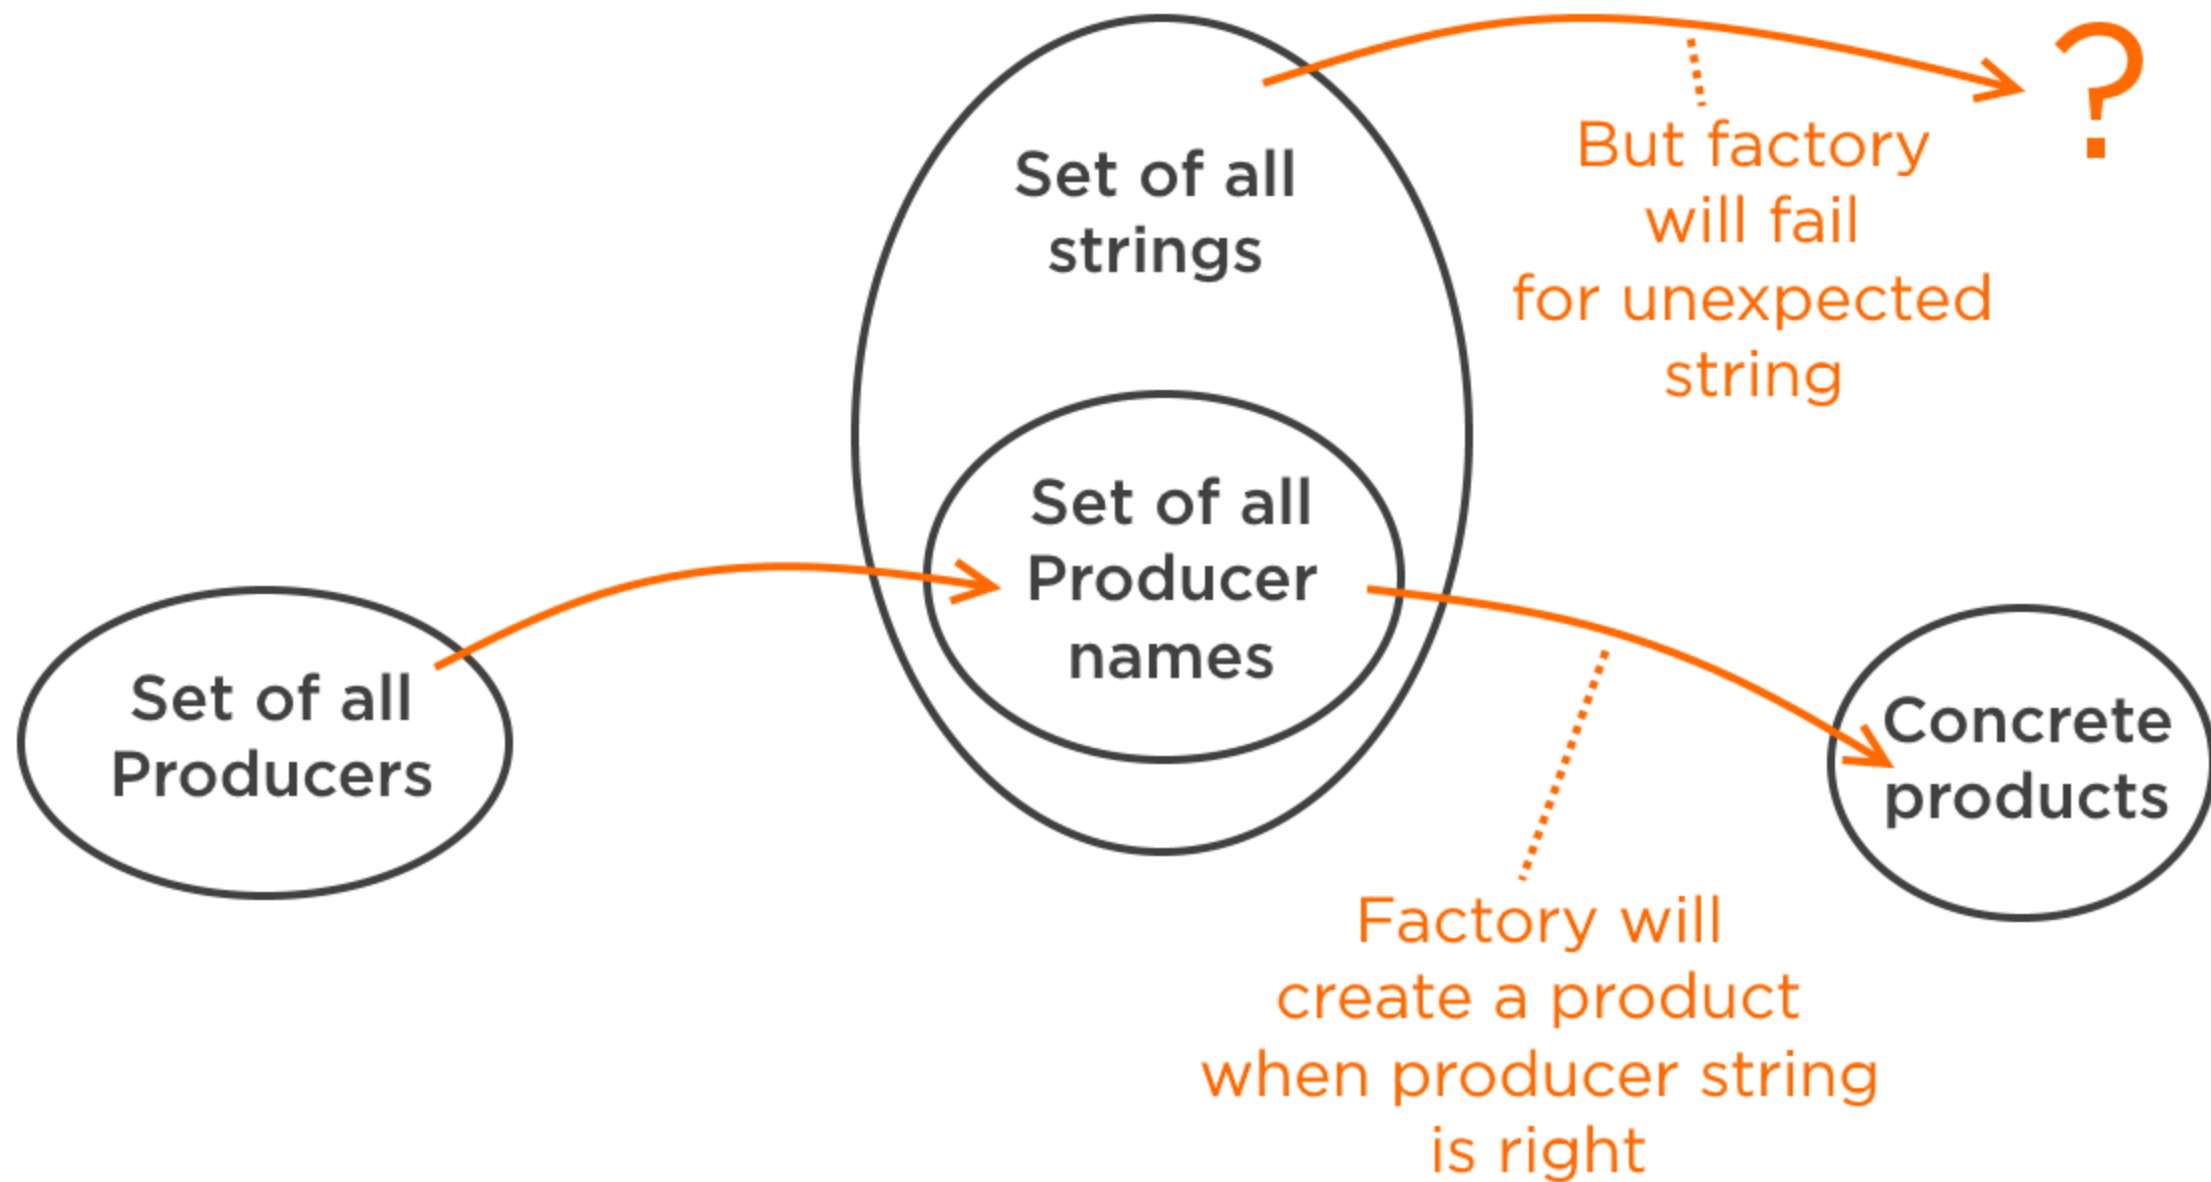 Set of all
strings
?
But factory
will fail
for unexpected
string
Set of all
Producer
names
Set of all
Producers
Concrete
products
Factory will
create a product
when producer string
is right